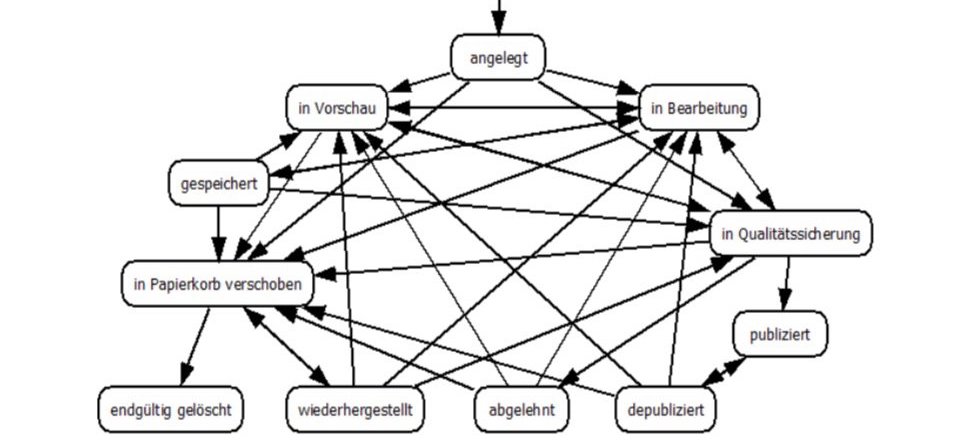 angelegt
in Vorschau
in Bearbeitung
gespeichert
in Qualitätssicherung
in Papierkorb verschoben
publiziert
endgültig gelöscht
wiederhergestellt
abgelehnt
depubliziert